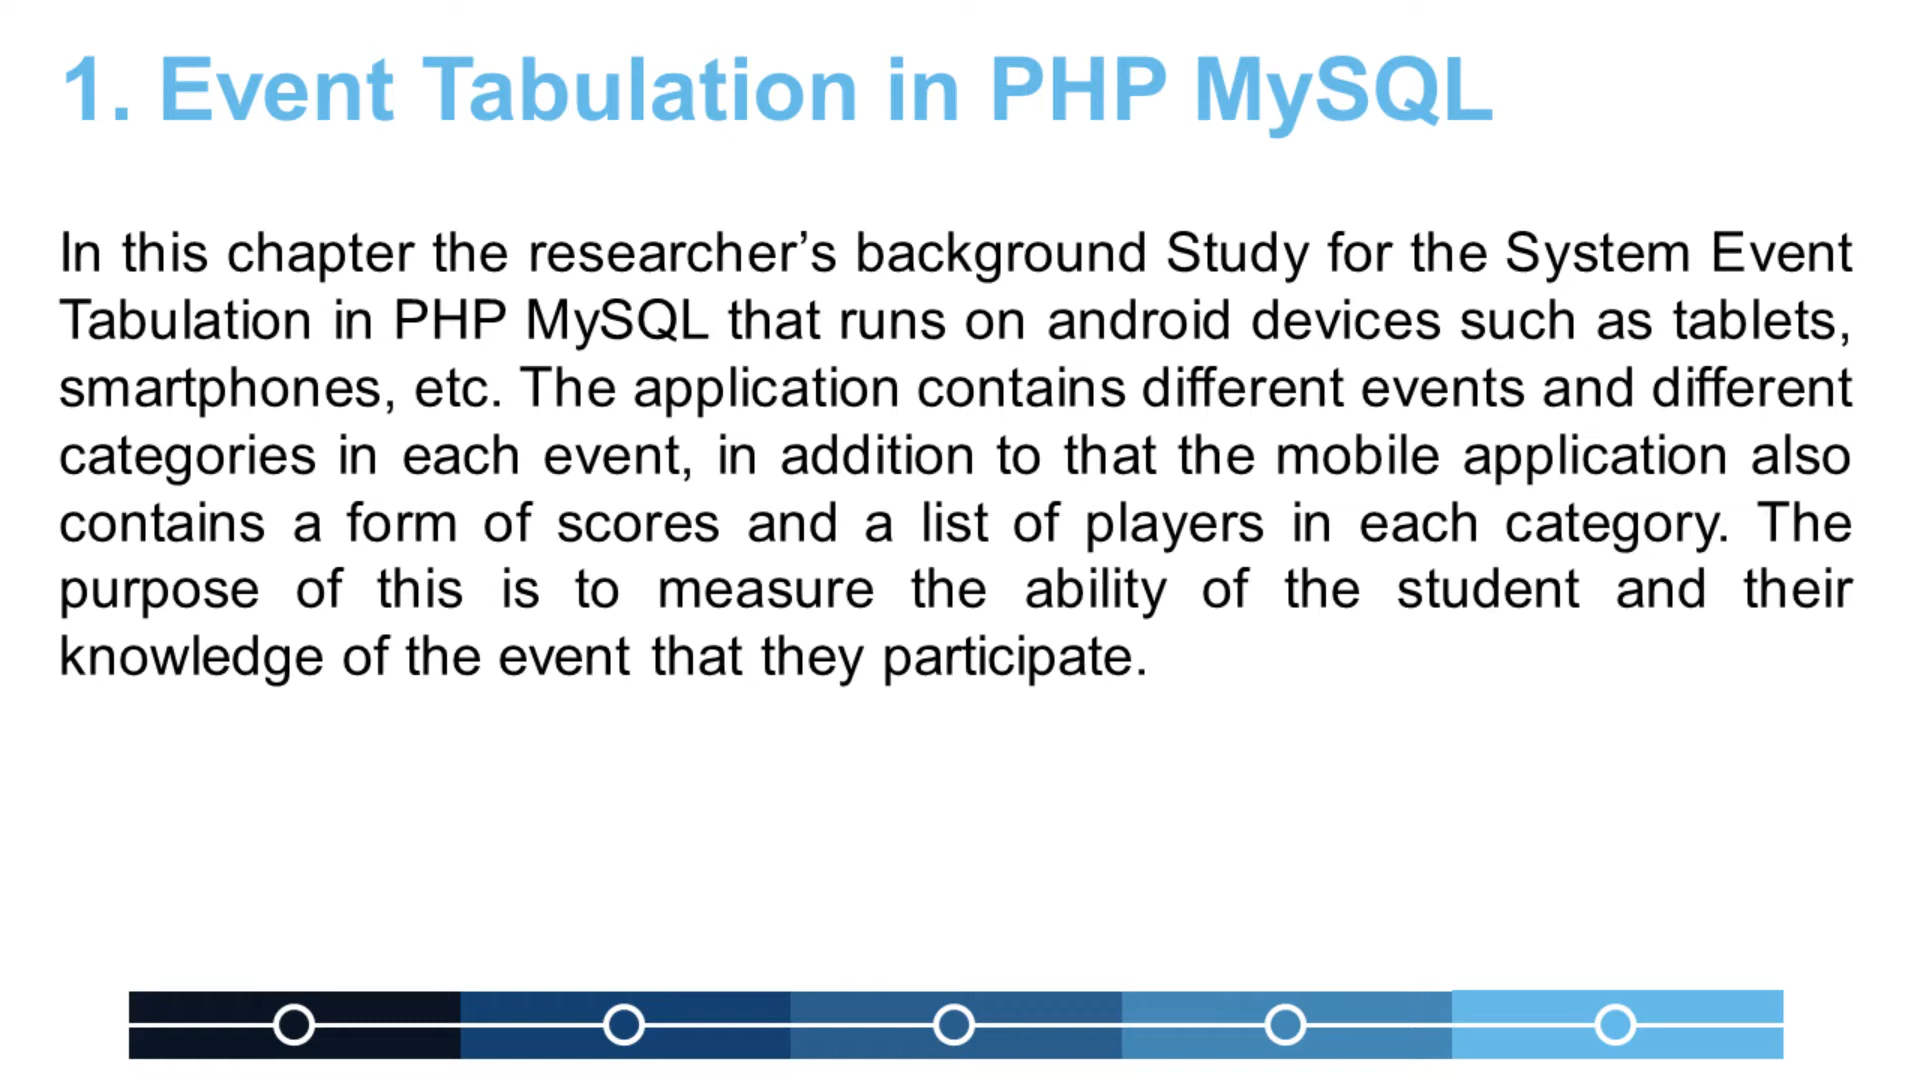 1. Event Tabulation in PHP MySQL
In this chapter the researcher’s background Study for the System Event
Tabulation in PHP MySQL that runs on android devices such as tablets,
smartphones, etc. The application contains different events and different
categories in each event, in addition to that the mobile application also
contains a form of scores and a list of players in each category. The
purpose of this is to measure the ability of the student and their
knowledge of the event that they participate.